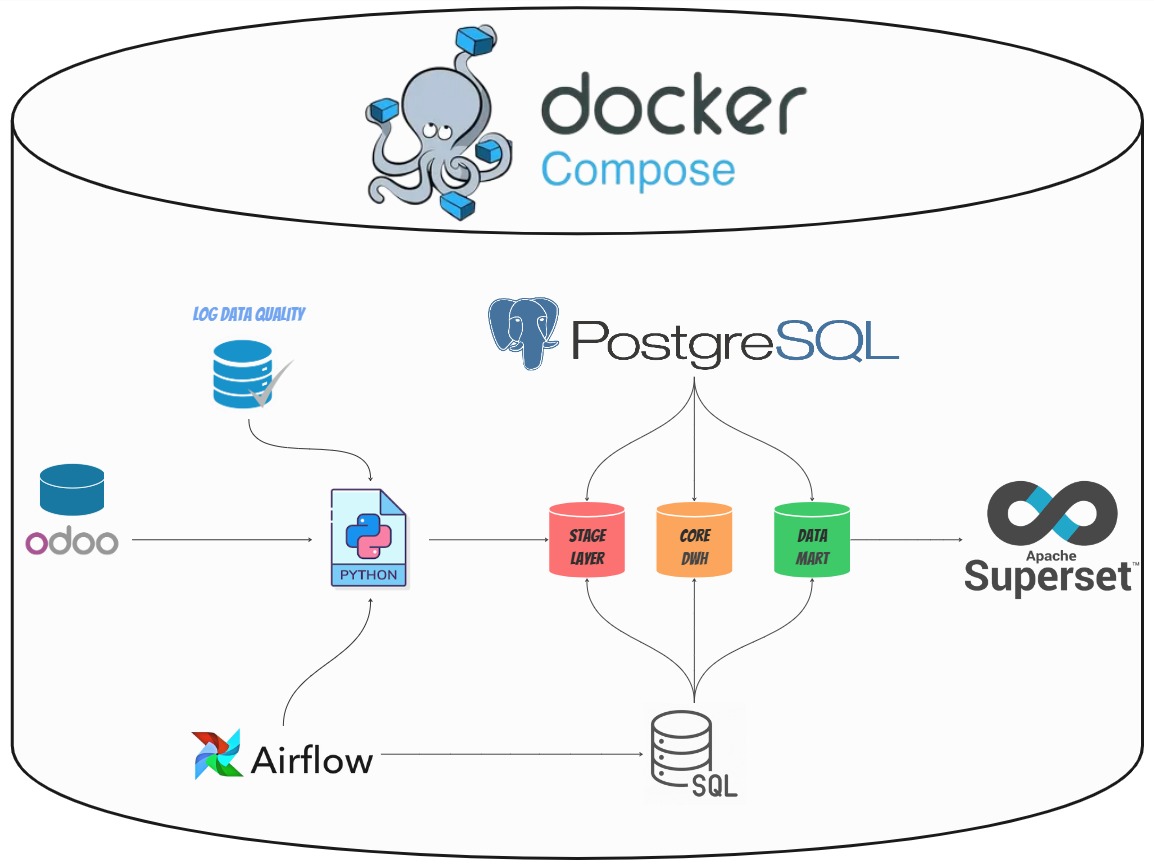 docker
Compose
LOG DATA QUALITY
PostgreSQL
odoo
PYTHON
STAGE
LAYER
CORE
DWH
DATA
MART
Apache
Superset™
Airflow
SQL